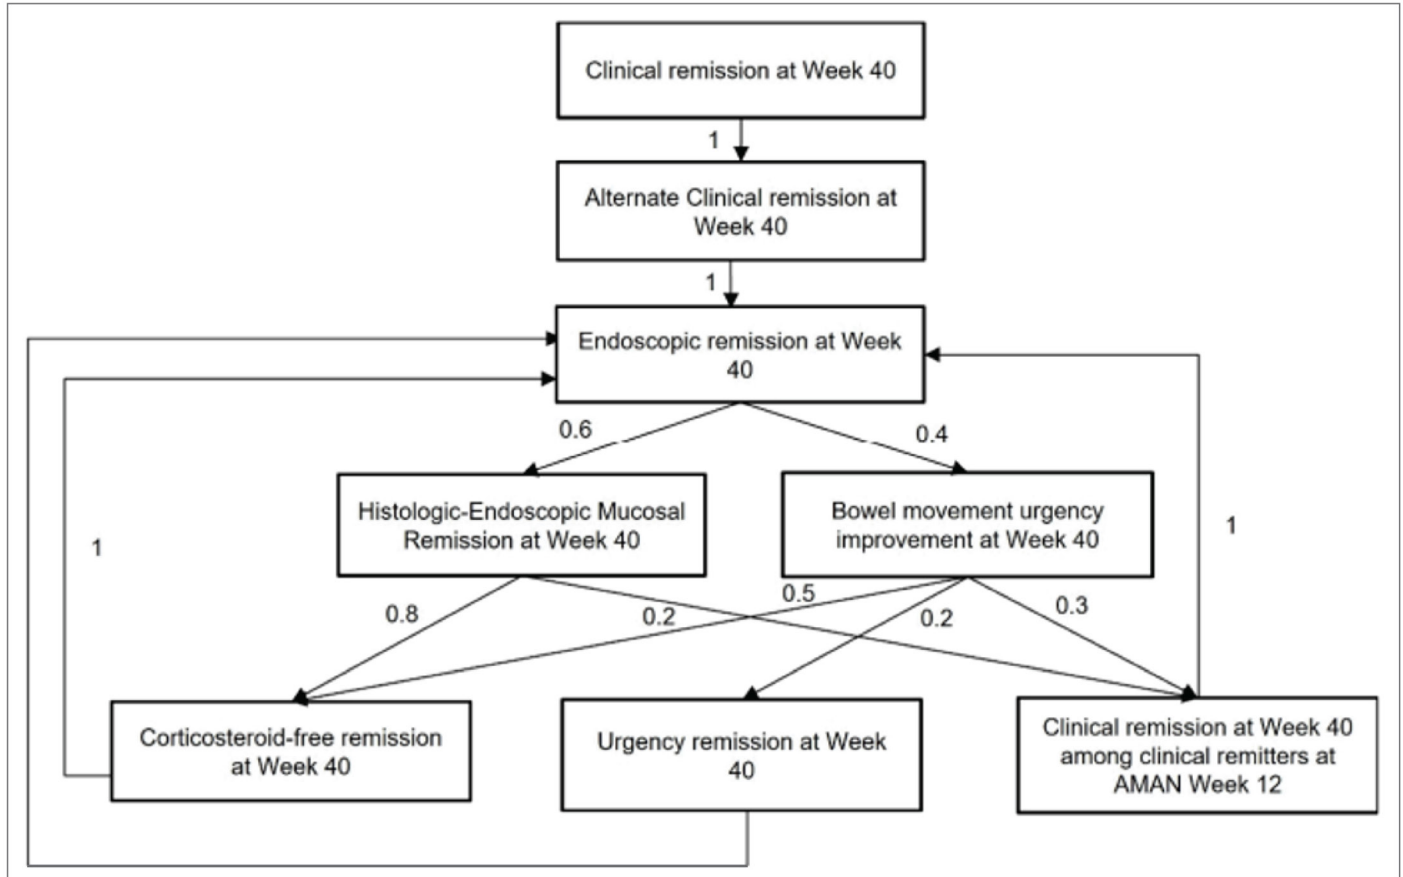 Clinical remission at Week 40
1
Alternate Clinical remission at
Week 40
1
Endoscopic remission at Week
40
0.6
0.4
Histologic-Endoscopic Mucosal
Remission at Week 40
Bowel movement urgency
improvement at Week 40
1
1
0.8
0.2
0.5
0.2
0.3
Corticosteroid-free remission
at Week 40
Urgency remission at Week
40
Clinical remission at Week 40
among clinical remitters at
AMAN Week 12